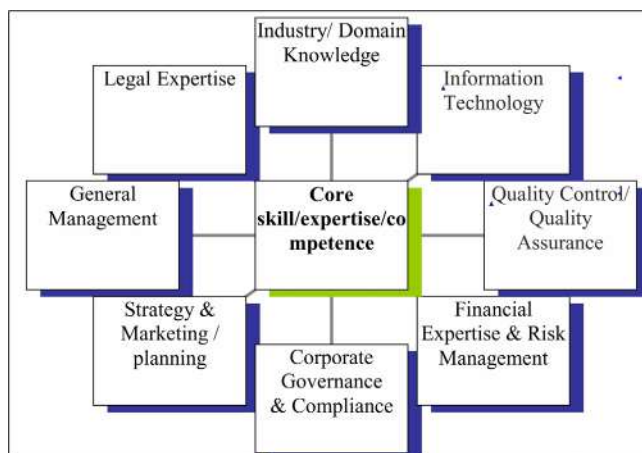 Industry/ Domain
Knowledge
Legal Expertise
Information
Technology
General
Management
Core
skill/expertise/co
mpetence
Quality Control/
Quality
Assurance
Strategy &
Marketing /
planning
Corporate
Governance
& Compliance
Financial
Expertise & Risk
Management